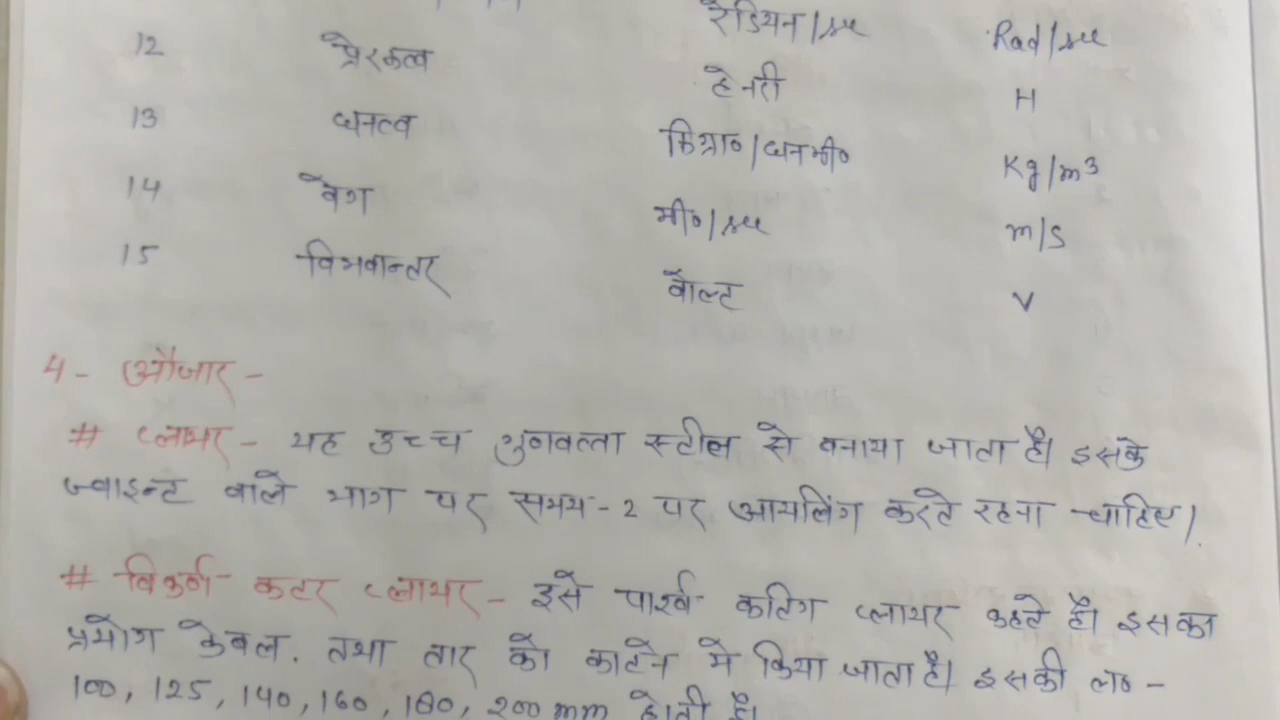 रेडियन/sec Rad/sec
12 प्रेरकत्व हेनरी H
13 घनत्व किग्रा०/घनमी० Kg/m3
14 वेग मी०/sec m/s
15 विभवान्तर वोल्ट V
4- औजार-
# प्लायर- यह उच्च गुणवत्ता स्टील से बनाया जाता है। इसके
ज्वाइन्ट वाले भाग पर समय-2 पर आयलिंग करते रहना चाहिए।
# विकर्ण कटर प्लायर- इसे पार्श्व कटिंग प्लायर कहते है। इसका
प्रयोग केबल. तथा तार को काटने मे किया जाता है। इसकी ल० -
100, 125, 140, 160, 180, 200 mm होती है।